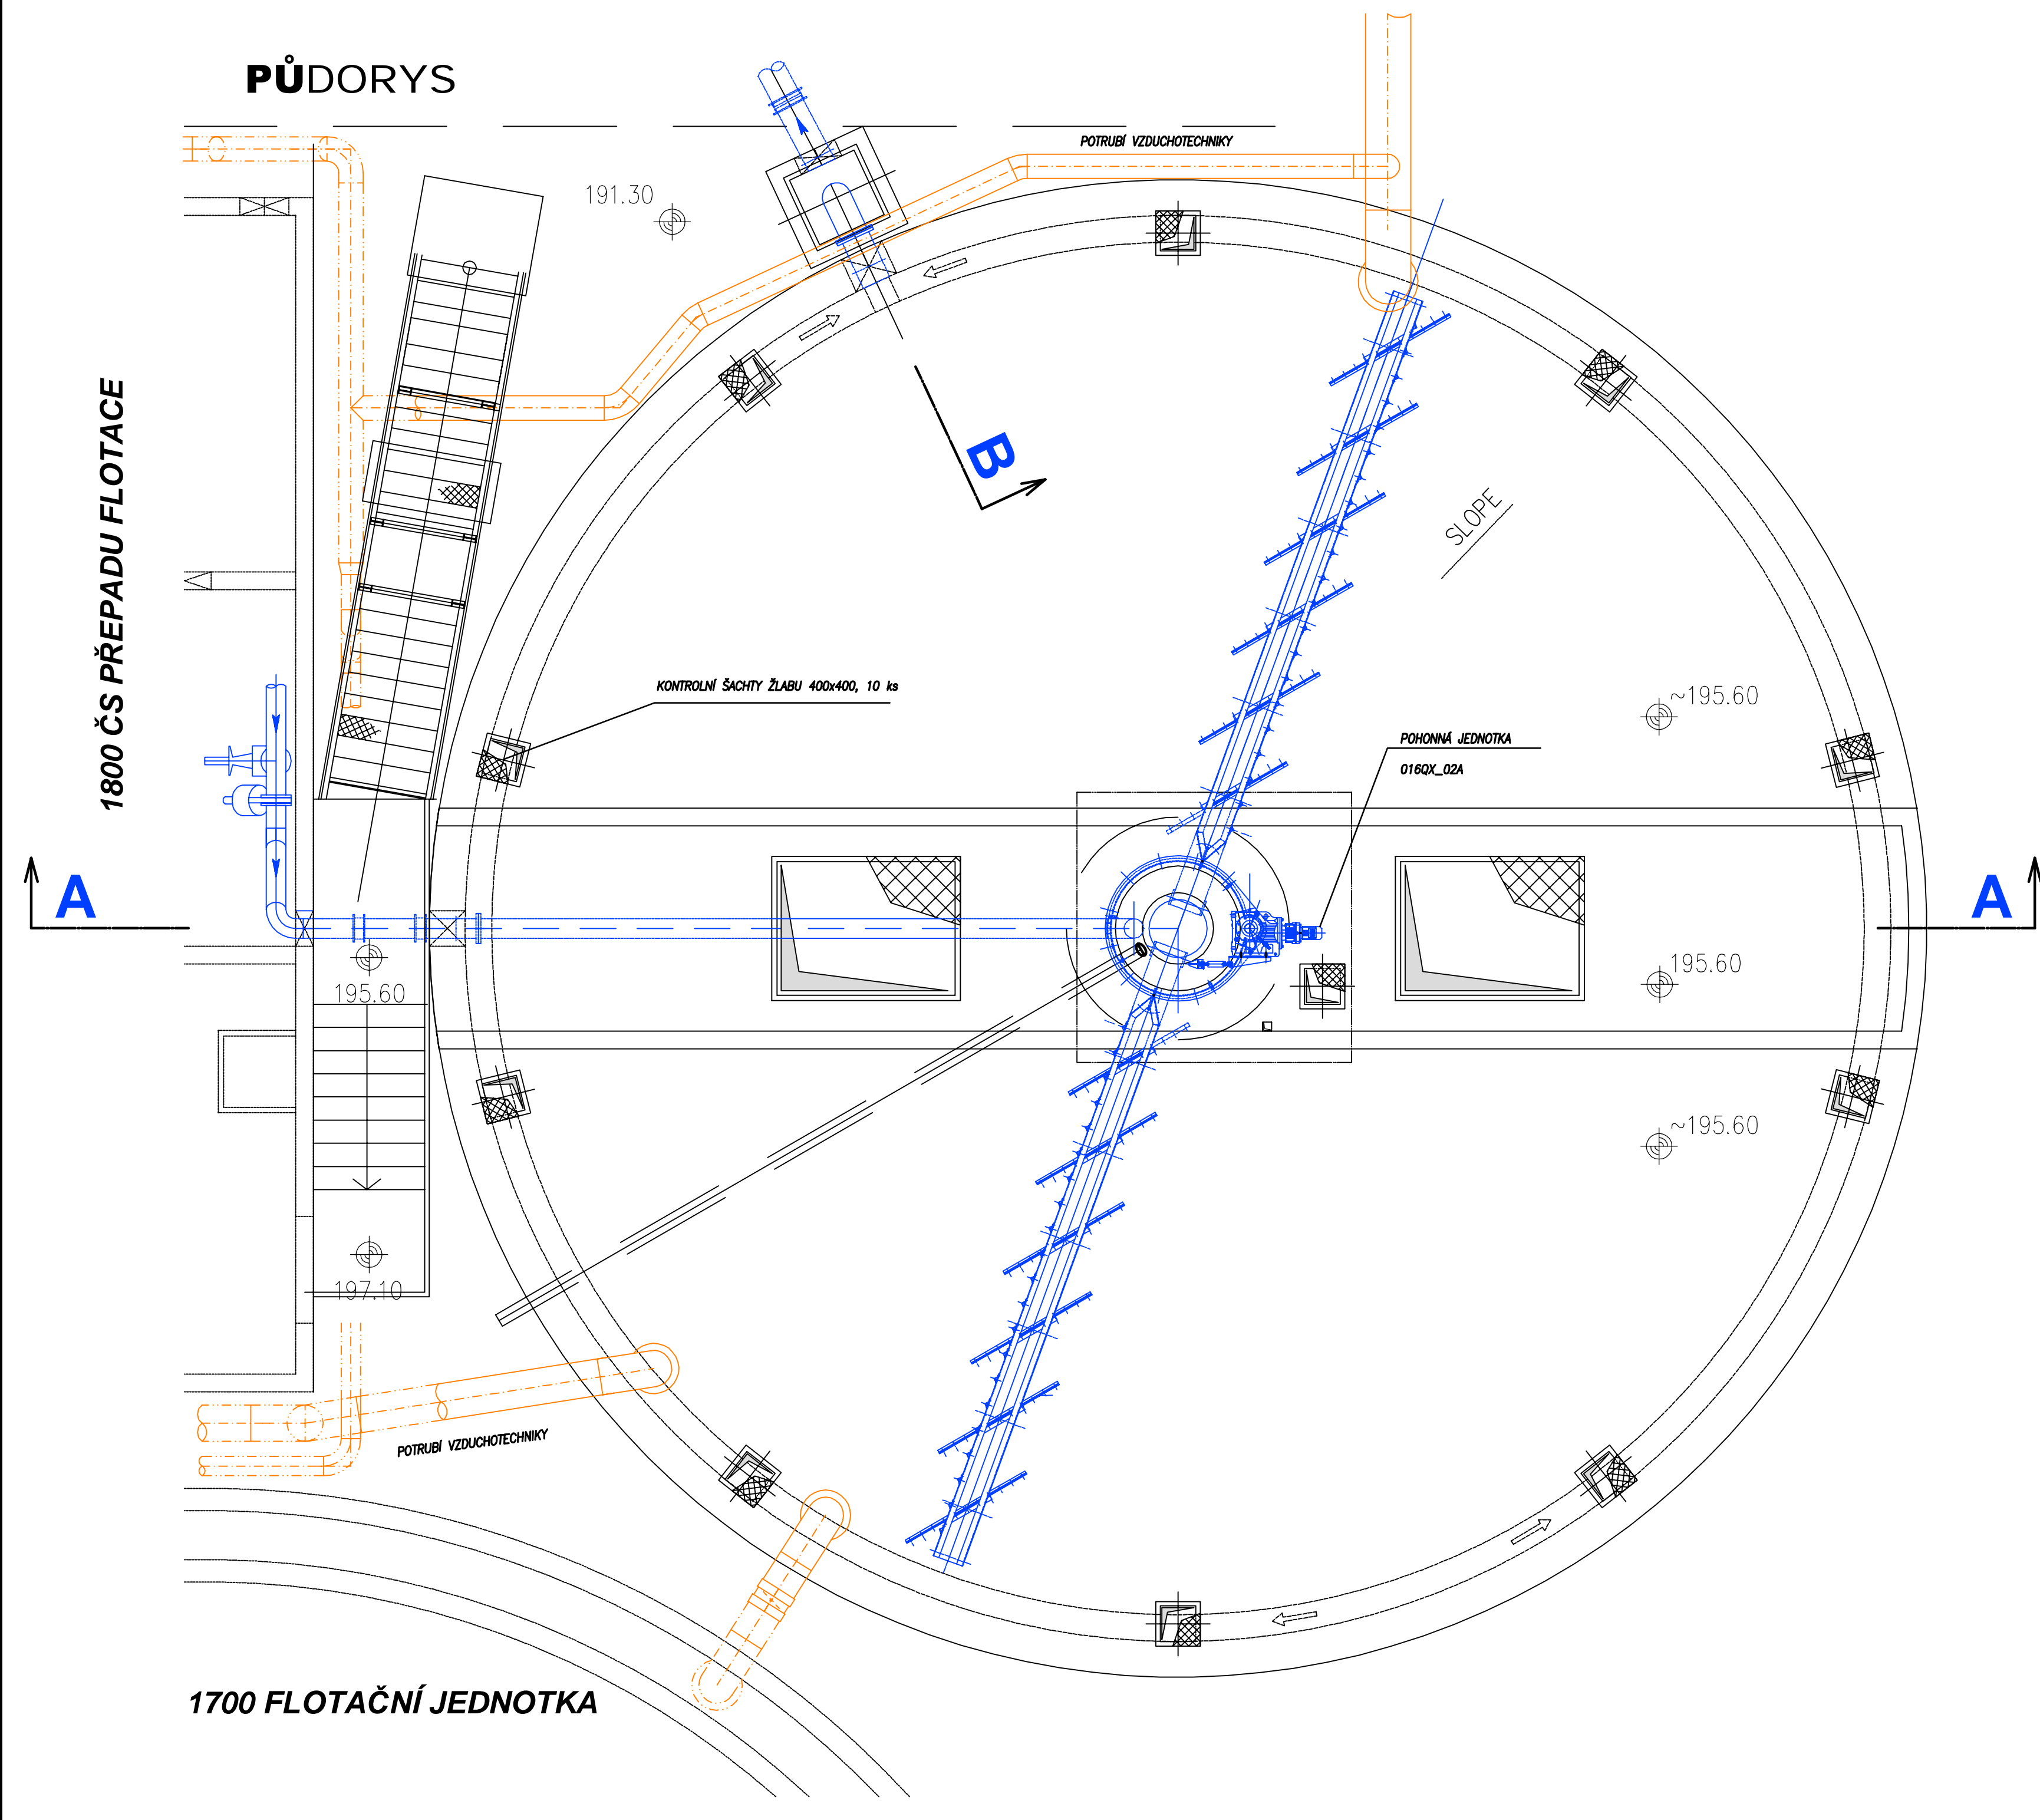 PŮDORYS
POTRUBÍ VZDUCHOTECHNIKY
191.30
1800 ČS PŘEPADU FLOTACE
B
SLOPE
KONTROLNÍ ŠACHTY ŽLABU 400x400, 10 ks
~195.60
POHONNÁ JEDNOTKA
016QX_02A
A
A
195.60
195.60
~195.60
197.10
POTRUBÍ VZDUCHOTECHNIKY
1700 FLOTAČNÍ JEDNOTKA